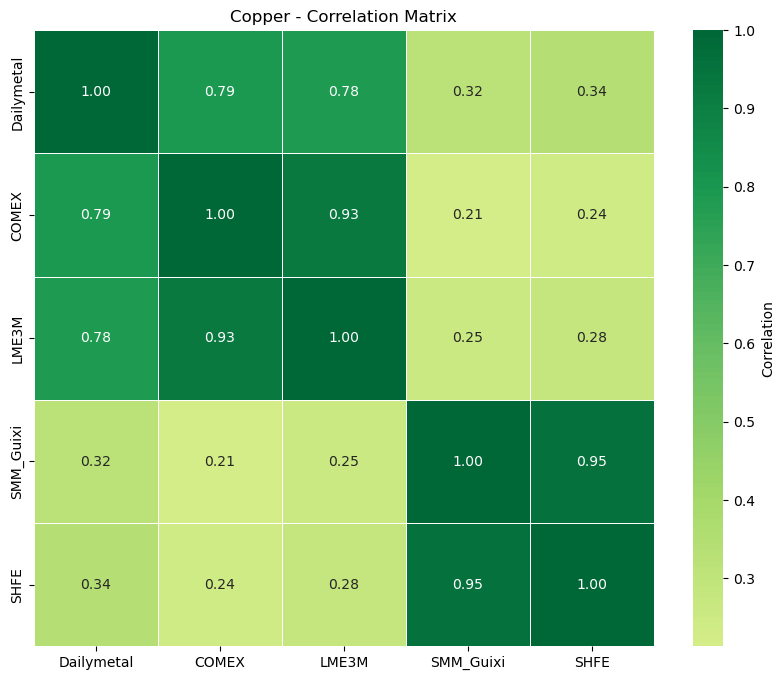 Copper - Correlation Matrix
Dailymetal 1.00 0.79 0.78 0.32 0.34
COMEX 0.79 1.00 0.93 0.21 0.24
LME3M 0.78 0.93 1.00 0.25 0.28
SMM_Guixi 0.32 0.21 0.25 1.00 0.95
SHFE 0.34 0.24 0.28 0.95 1.00
Dailymetal COMEX LME3M SMM_Guixi SHFE
1.0
0.9
0.8
0.7
0.6
0.5
0.4
0.3
Correlation